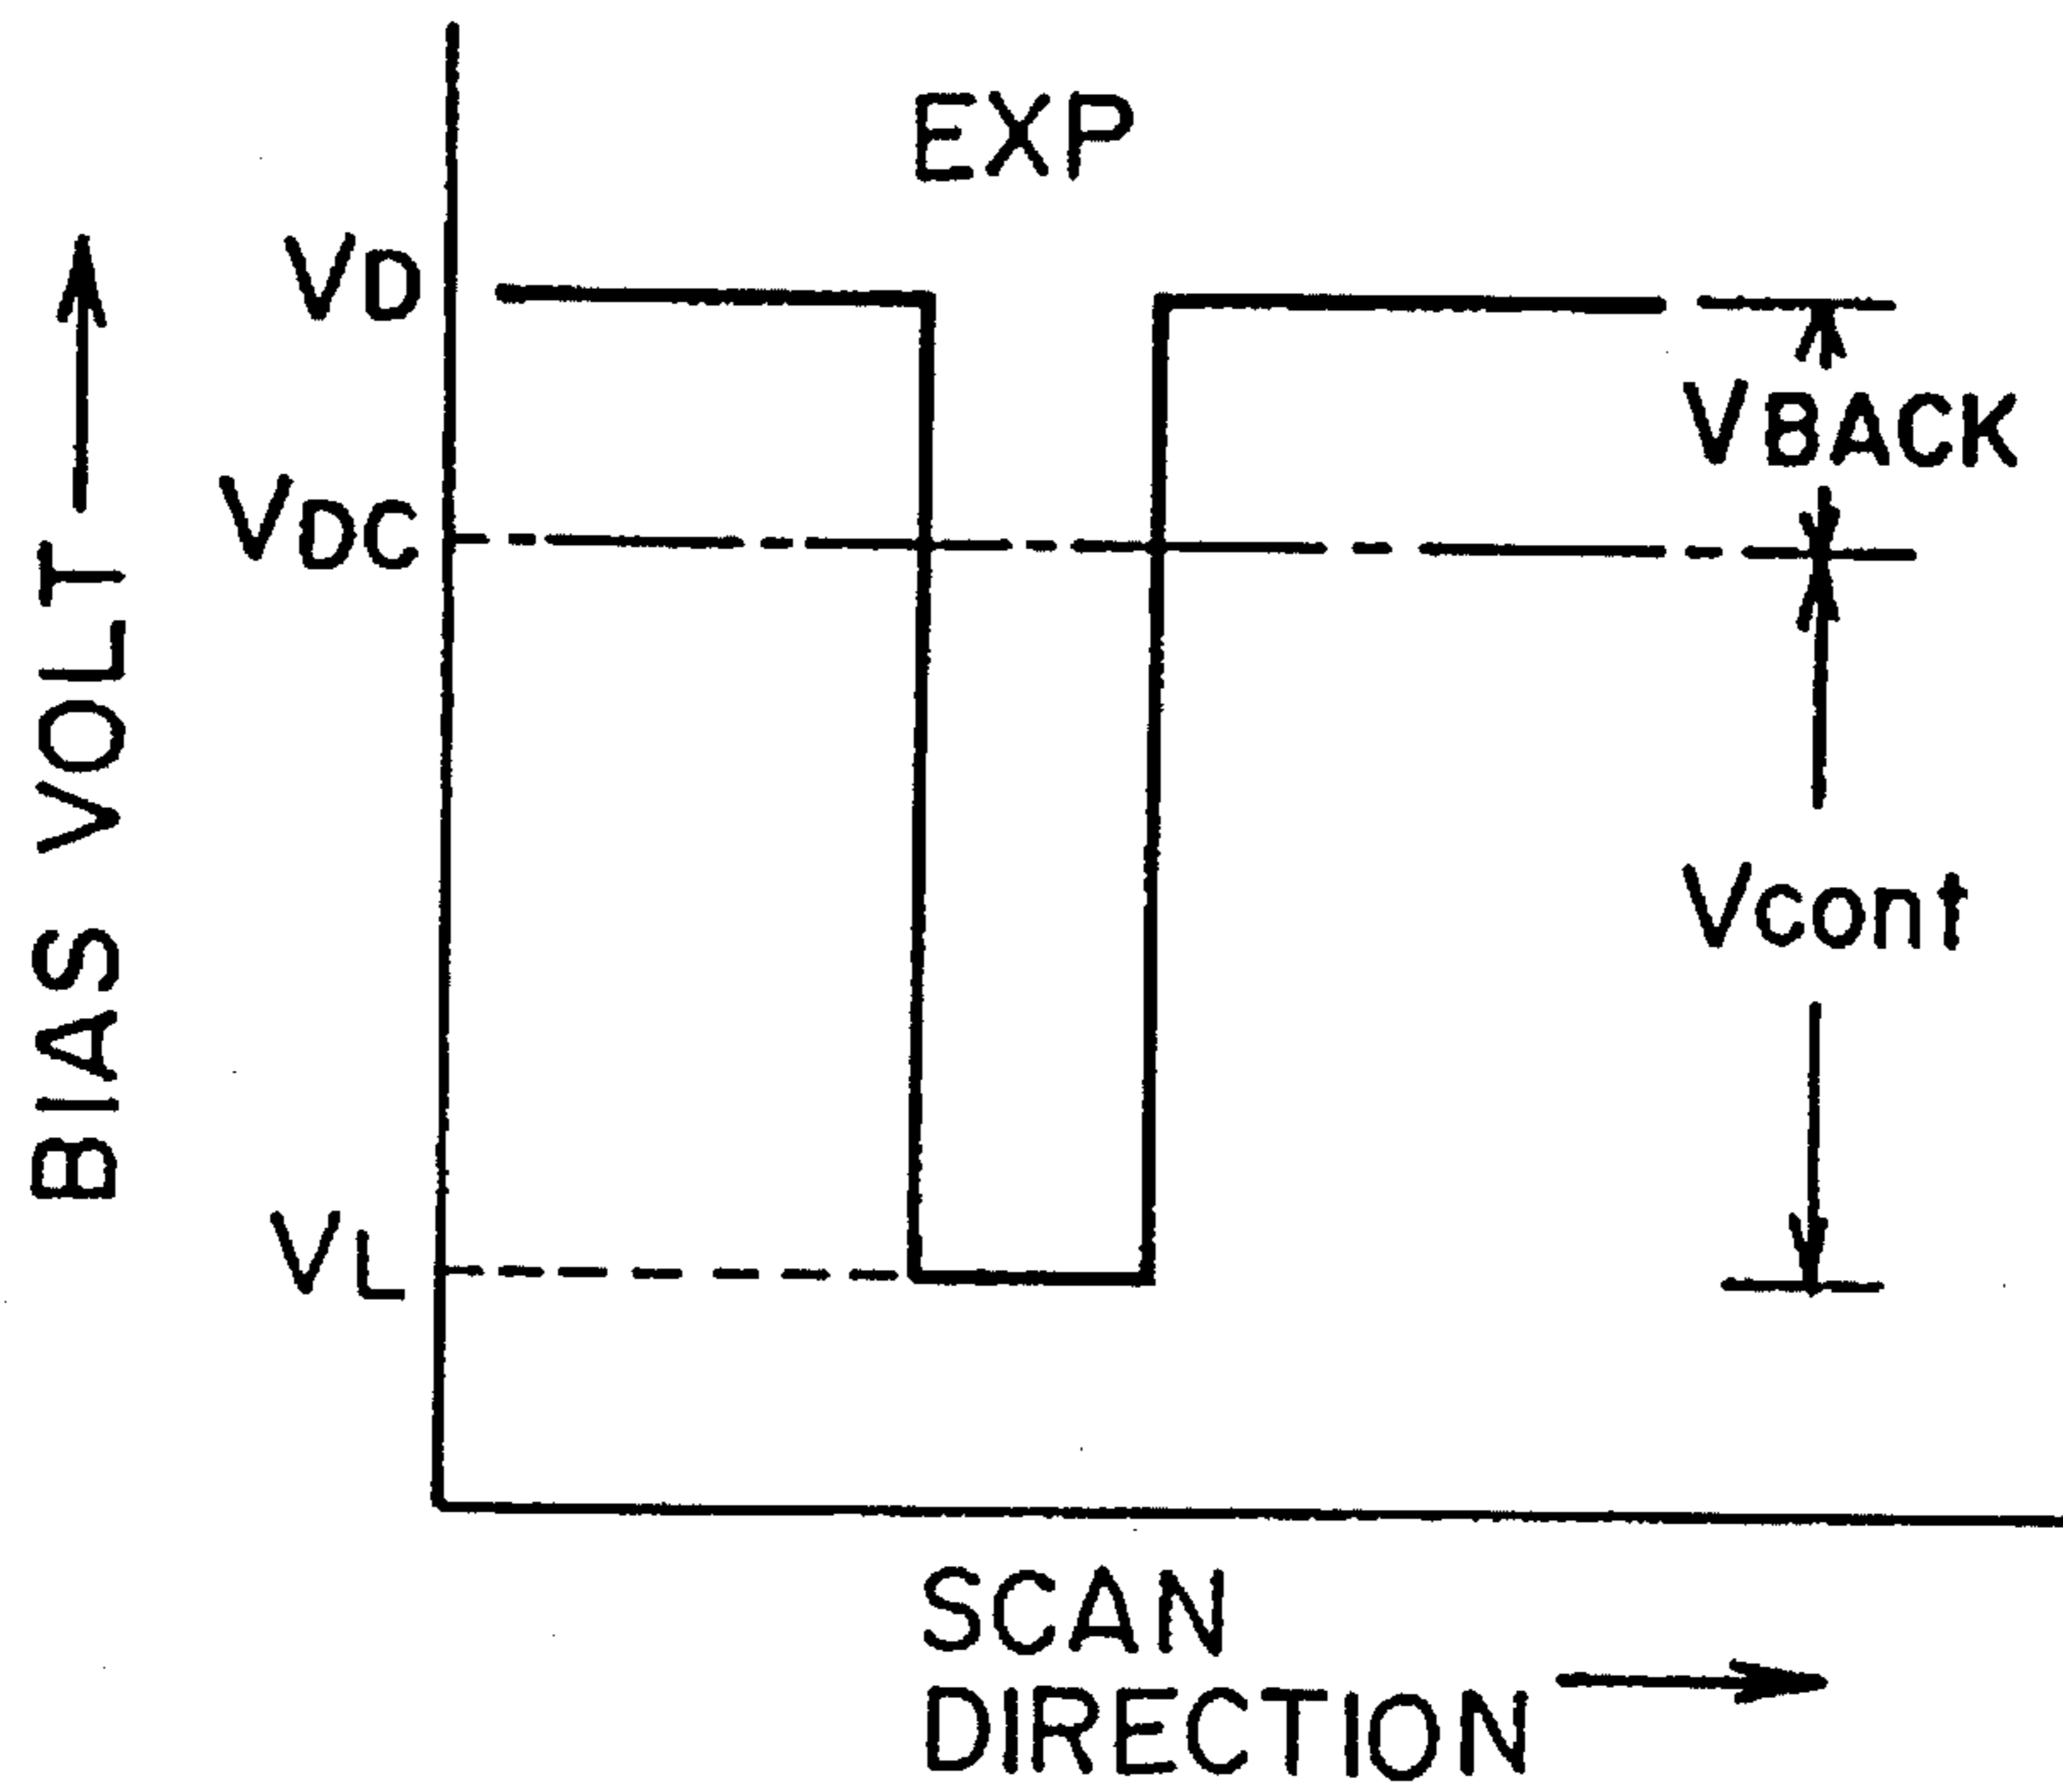 EXP
VD
VBACK
VDC
BIAS VOLT
Vcont
VL
SCAN
DIRECTION